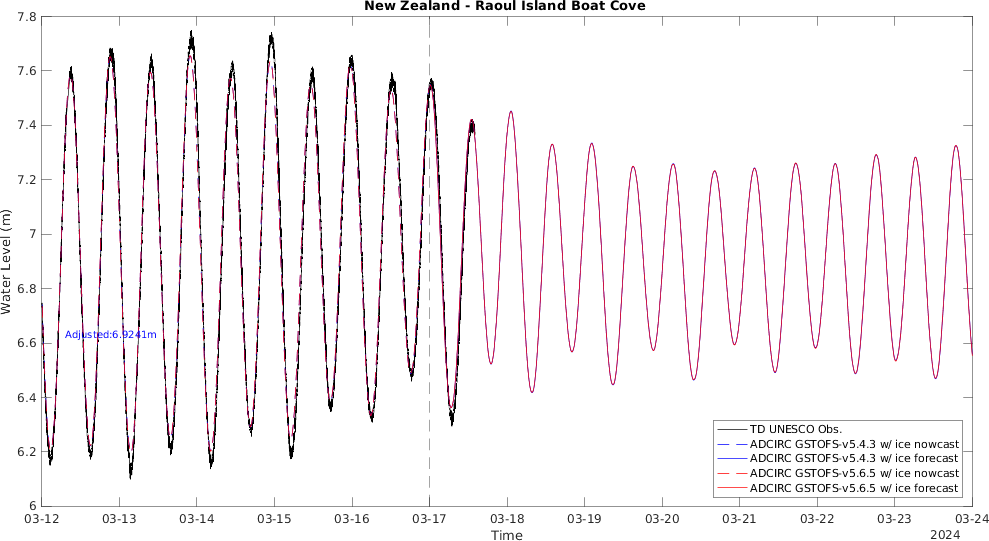 New Zealand - Raoul Island Boat Cove
7.8
7.6
7.4
7.2
7
6.8
6.6
6.4
6.2
6
Water Level (m)
Adjusted:6.9241m
TD UNESCO Obs.
ADCIRC GSTOFS-v5.4.3 w/ ice nowcast
ADCIRC GSTOFS-v5.4.3 w/ ice forecast
ADCIRC GSTOFS-v5.6.5 w/ ice nowcast
ADCIRC GSTOFS-v5.6.5 w/ ice forecast
03-12 03-13 03-14 03-15 03-16 03-17 03-18 03-19 03-20 03-21 03-22 03-23 03-24
Time
2024